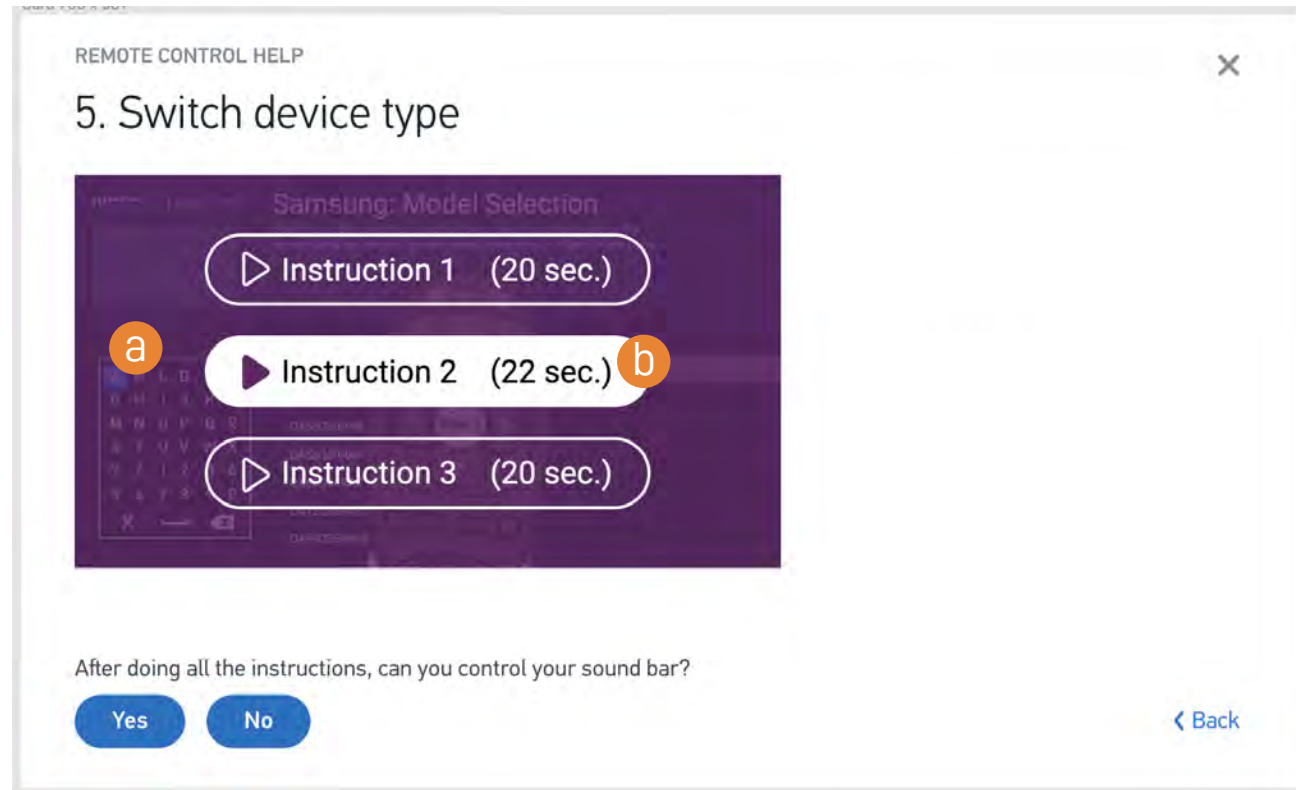 REMOTE CONTROL HELP
5. Switch device type
Samsung: Model Selection
Instruction 1 (20 sec.)
a
Instruction 2 (22 sec.)
b
Instruction 3 (20 sec.)
After doing all the instructions, can you control your sound bar?
Yes
No
Back